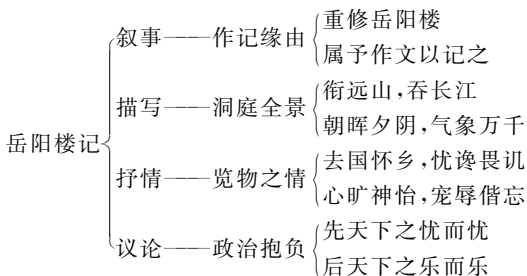 岳阳楼记
叙事——作记缘由
重修岳阳楼
属予作文以记之
描写——洞庭全景
衔远山,吞长江
朝晖夕阴,气象万千
抒情——览物之情
去国怀乡,忧谗畏讥
心旷神怡,宠辱偕忘
议论——政治抱负
先天下之忧而忧
后天下之乐而乐